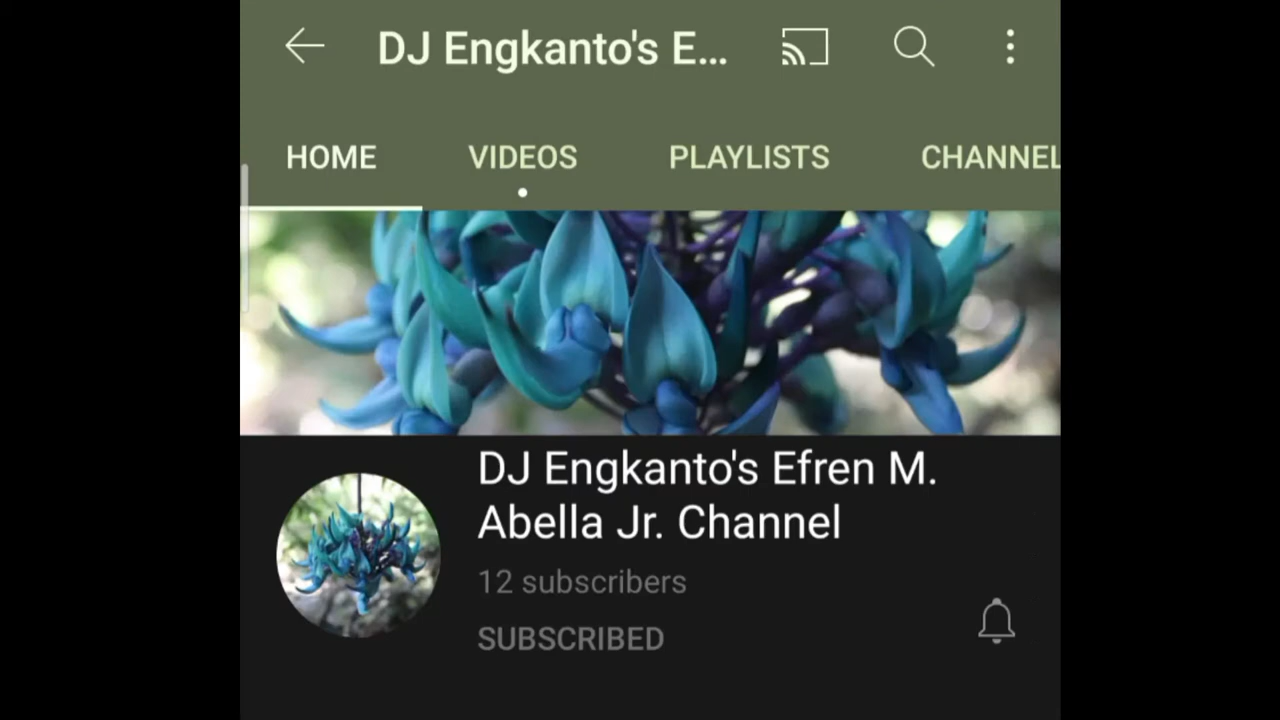 DJ Engkanto's E...
HOME VIDEOS PLAYLISTS CHANNEL
DJ Engkanto's Efren M.
Abella Jr. Channel
12 subscribers
SUBSCRIBED